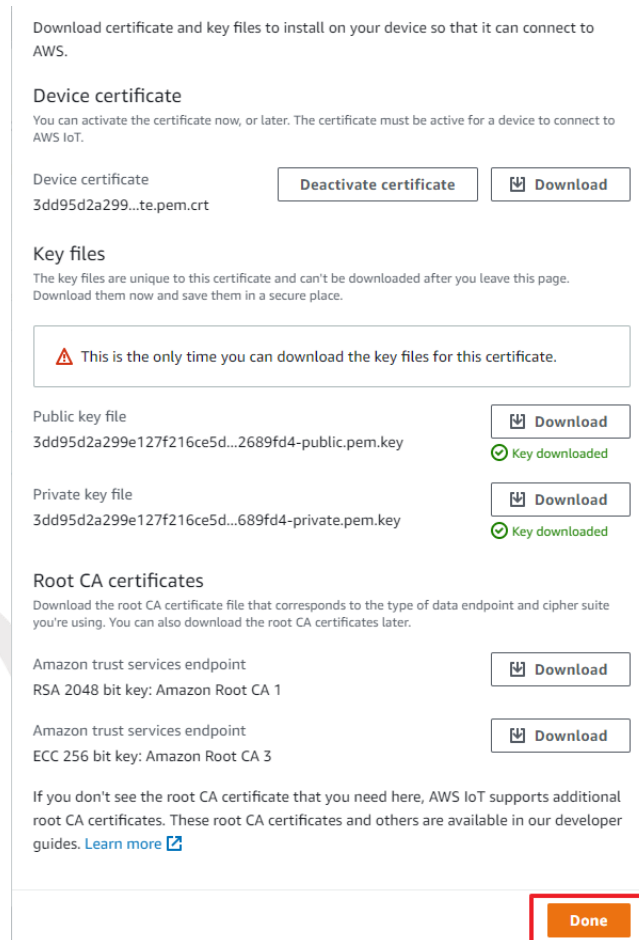 Download certificate and key files to install on your device so that it can connect to
AWS.
Device certificate
You can activate the certificate now, or later. The certificate must be active for a device to connect to
AWS IoT.
Device certificate
3dd95d2a299...te.pem.crt
Deactivate certificate
Download
Key files
The key files are unique to this certificate and can't be downloaded after you leave this page.
Download them now and save them in a secure place.
This is the only time you can download the key files for this certificate.
Public key file
3dd95d2a299e127f216ce5d...2689fd4-public.pem.key
Download
Key downloaded
Private key file
3dd95d2a299e127f216ce5d...689fd4-private.pem.key
Download
Key downloaded
Root CA certificates
Download the root CA certificate file that corresponds to the type of data endpoint and cipher suite
you're using. You can also download the root CA certificates later.
Amazon trust services endpoint
RSA 2048 bit key: Amazon Root CA 1
Download
Amazon trust services endpoint
ECC 256 bit key: Amazon Root CA 3
Download
If you don't see the root CA certificate that you need here, AWS IoT supports additional
root CA certificates. These root CA certificates and others are available in our developer
guides. Learn more
Done